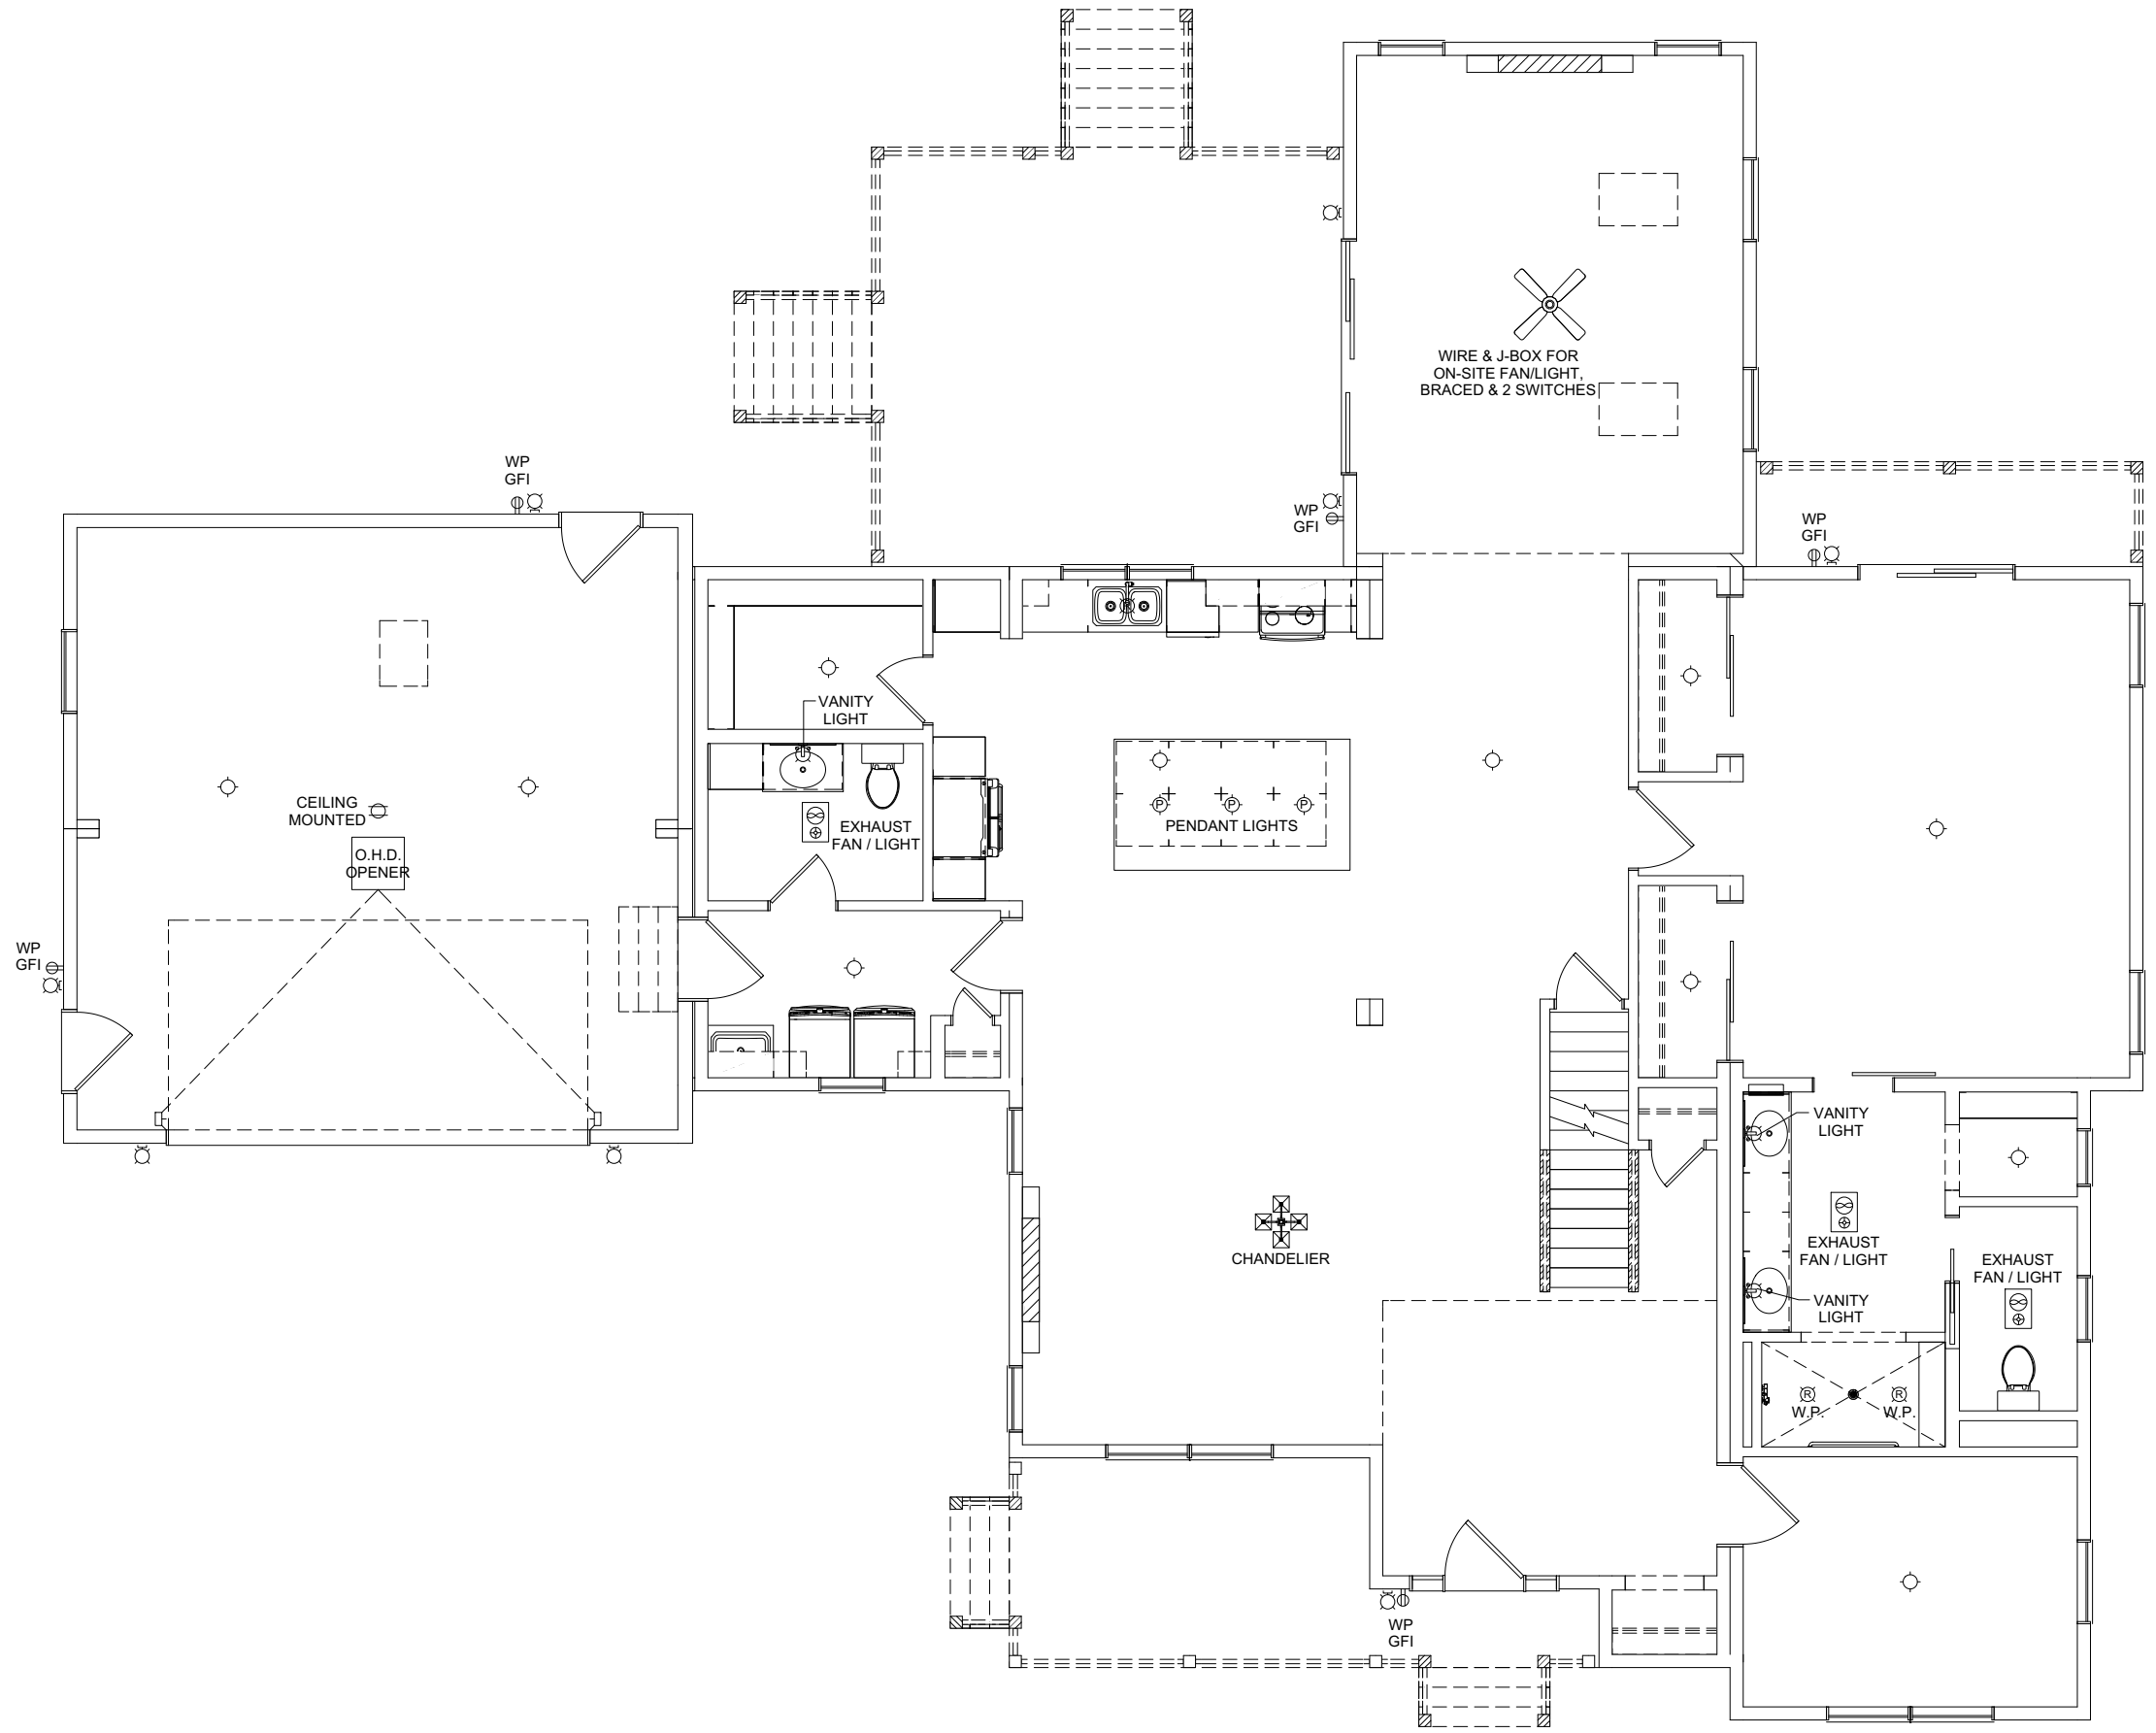 WIRE & J-BOX FOR
ON-SITE FAN/LIGHT,
BRACED & 2 SWITCHES
WP
GFI
WP
GFI
WP
GFI
VANITY
LIGHT
R
CEILING
MOUNTED
P
P
P
PENDANT LIGHTS
EXHAUST
FAN / LIGHT
O.H.D.
OPENER
WP
GFI
VANITY
LIGHT
EXHAUST
FAN / LIGHT
EXHAUST
FAN / LIGHT
CHANDELIER
VANITY
LIGHT
R
W.P.
R
W.P.
WP
GFI